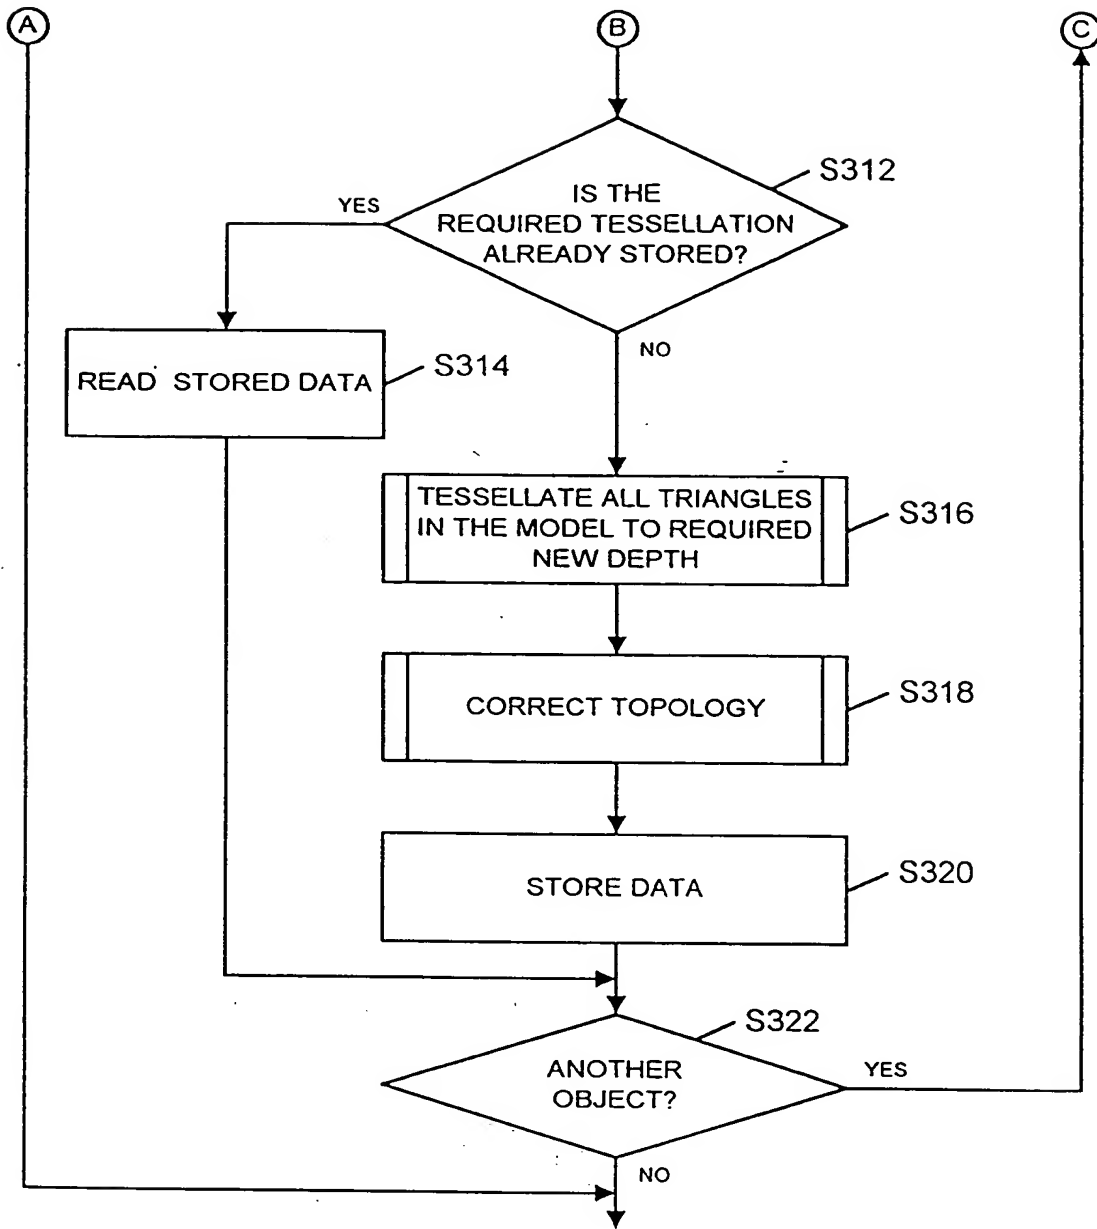 A
B
C
S312
IS THE
REQUIRED TESSELLATION
ALREADY STORED?
YES
NO
READ STORED DATA
S314
TESSELLATE ALL TRIANGLES
IN THE MODEL TO REQUIRED
NEW DEPTH
S316
CORRECT TOPOLOGY
S318
STORE DATA
S320
S322
ANOTHER
OBJECT?
YES
NO